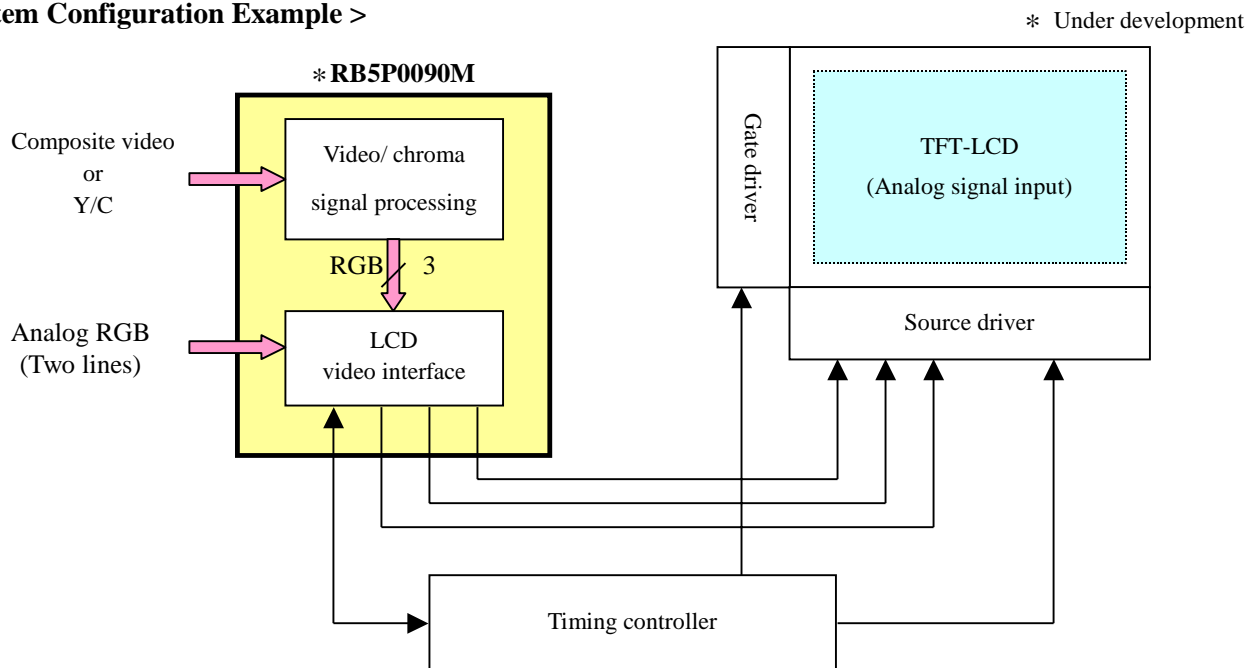 tem Configuration Example >
* Under development
*RB5P0090M
Composite video
or
Y/C
Video/ chroma
signal processing
RGB 3
Analog RGB
(Two lines)
LCD
video interface
Gate driver
TFT-LCD
(Analog signal input)
Source driver
Timing controller